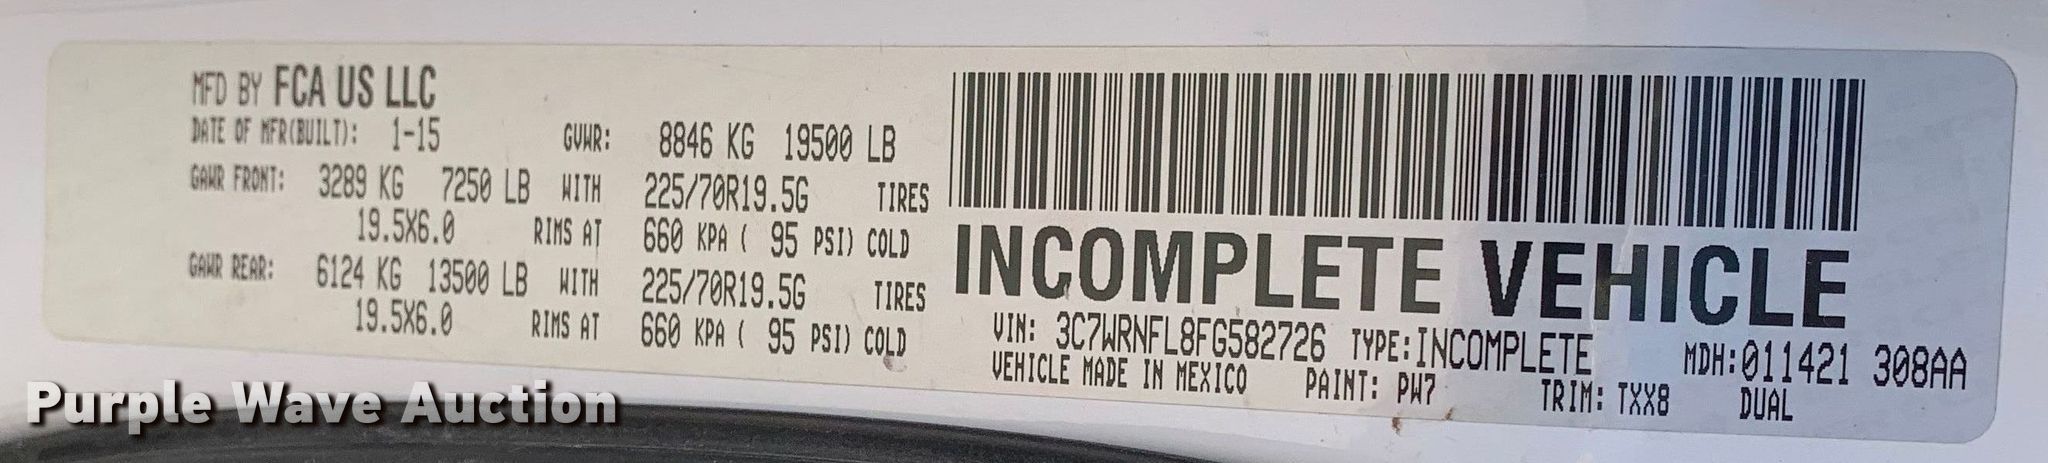 MFD BY FCA US LLC
DATE OF MFR(BUILT): 1-15 GVWR: 8846 KG 19500 LB
GAWR FRONT: 3289 KG 7250 LB WITH 225/70R19.5G TIRES
19.5X6.0 RIMS AT 660 KPA ( 95 PSI) COLD
GAWR REAR: 6124 KG 13500 LB WITH 225/70R19.5G TIRES
19.5X6.0 RIMS AT 660 KPA ( 95 PSI) COLD
INCOMPLETE VEHICLE
VIN: 3C7WRNFL8FG582726 TYPE:INCOMPLETE MDH:011421 308AA
VEHICLE MADE IN MEXICO PAINT: PW7 TRIM: TXX8 DUAL
Purple Wave Auction